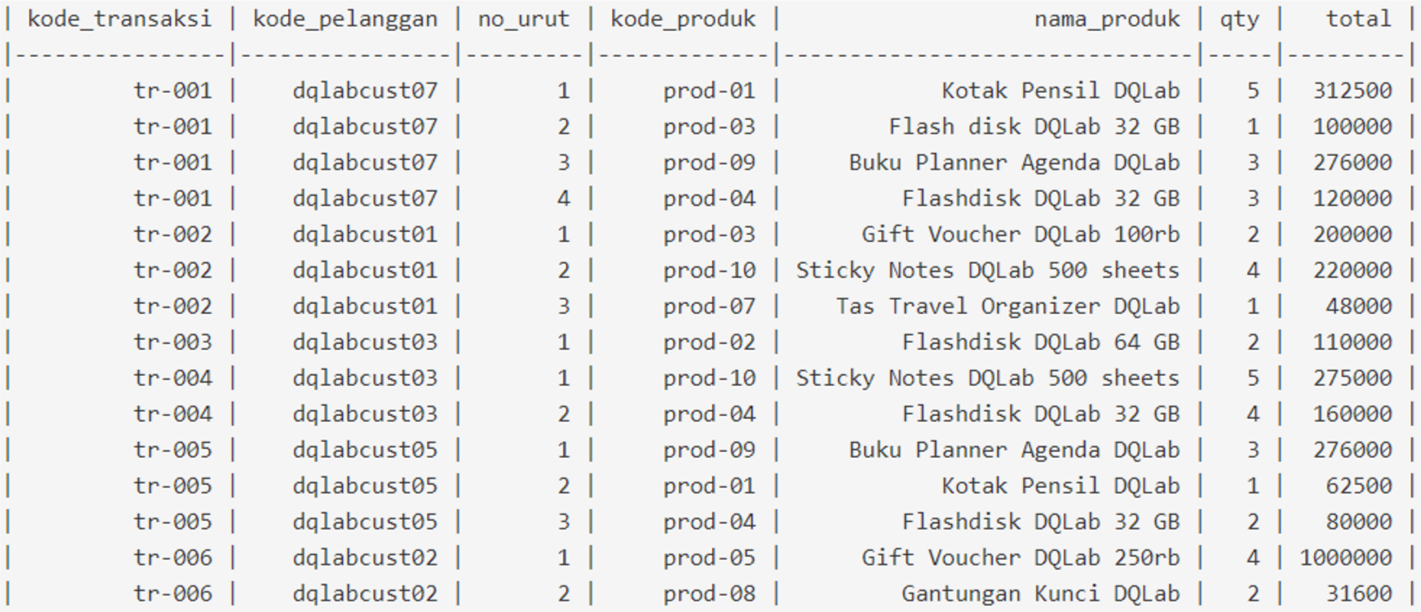 | kode_transaksi | kode_pelanggan | no_urut | kode_produk | nama_produk | qty | total |
|----------------|----------------|---------|-------------|-------------------------------|-----|---------|
| tr-001 | dqlabcust07 | 1 | prod-01 | Kotak Pensil DQLab | 5 | 312500 |
| tr-001 | dqlabcust07 | 2 | prod-03 | Flash disk DQLab 32 GB | 1 | 100000 |
| tr-001 | dqlabcust07 | 3 | prod-09 | Buku Planner Agenda DQLab | 3 | 276000 |
| tr-001 | dqlabcust07 | 4 | prod-04 | Flashdisk DQLab 32 GB | 3 | 120000 |
| tr-002 | dqlabcust01 | 1 | prod-03 | Gift Voucher DQLab 100rb | 2 | 200000 |
| tr-002 | dqlabcust01 | 2 | prod-10 | Sticky Notes DQLab 500 sheets | 4 | 220000 |
| tr-002 | dqlabcust01 | 3 | prod-07 | Tas Travel Organizer DQLab | 1 | 48000 |
| tr-003 | dqlabcust03 | 1 | prod-02 | Flashdisk DQLab 64 GB | 2 | 110000 |
| tr-004 | dqlabcust03 | 1 | prod-10 | Sticky Notes DQLab 500 sheets | 5 | 275000 |
| tr-004 | dqlabcust03 | 2 | prod-04 | Flashdisk DQLab 32 GB | 4 | 160000 |
| tr-005 | dqlabcust05 | 1 | prod-09 | Buku Planner Agenda DQLab | 3 | 276000 |
| tr-005 | dqlabcust05 | 2 | prod-01 | Kotak Pensil DQLab | 1 | 62500 |
| tr-005 | dqlabcust05 | 3 | prod-04 | Flashdisk DQLab 32 GB | 2 | 80000 |
| tr-006 | dqlabcust02 | 1 | prod-05 | Gift Voucher DQLab 250rb | 4 | 1000000 |
| tr-006 | dqlabcust02 | 2 | prod-08 | Gantungan Kunci DQLab | 2 | 31600 |